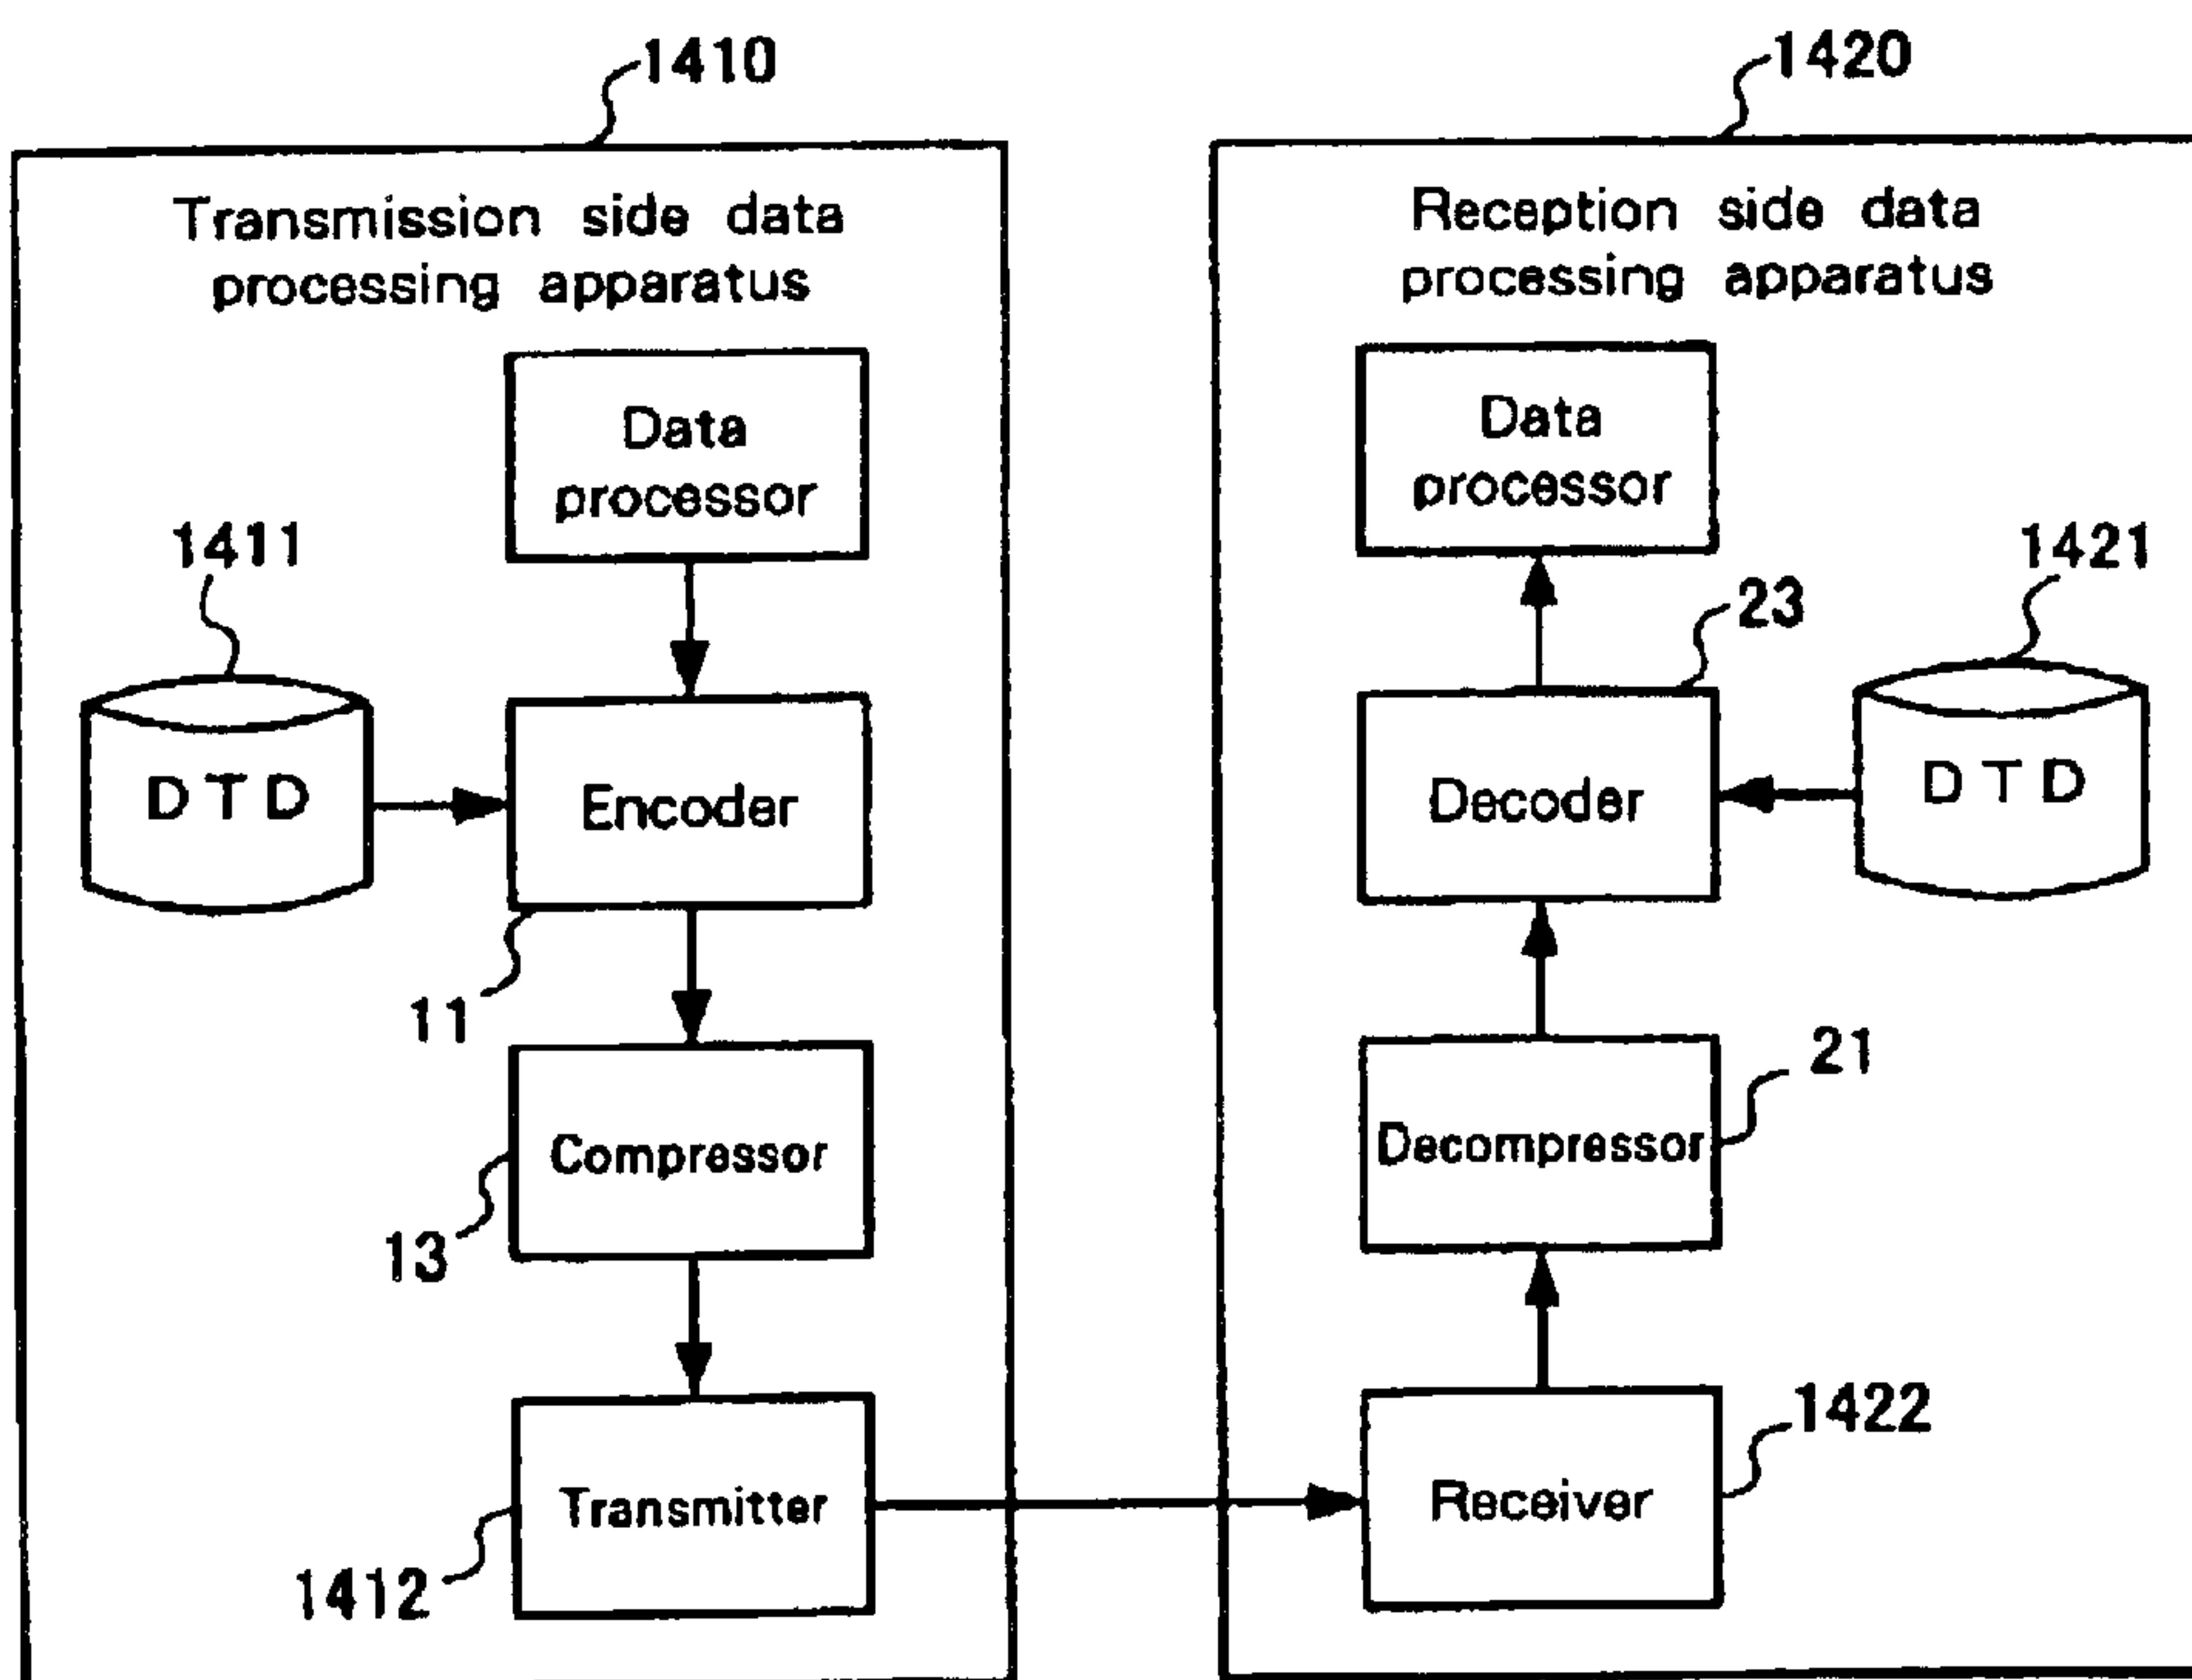 1410
Transmission side data
processing apparatus
Data
processor
1411
DTD
Encoder
11
Compressor
13
Transmitter
1412
1420
Reception side data
processing apparatus
Data
processor
23
1421
Decoder
DTD
21
Decompressor
1422
Receiver